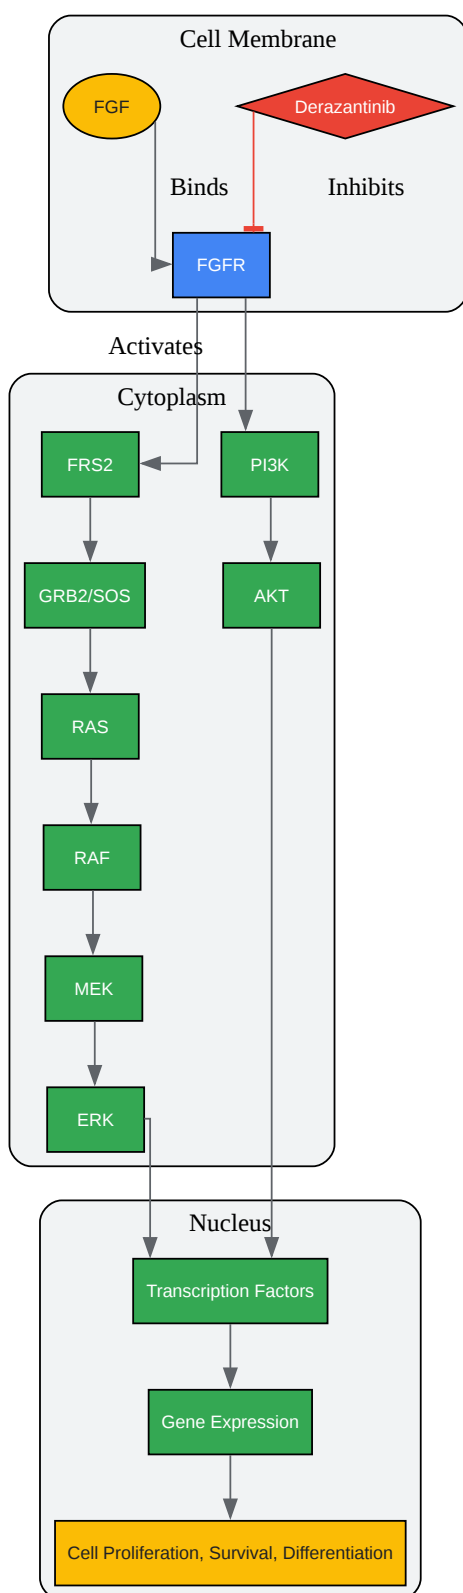 Cell Membrane
FGF
Derazantinib
Binds
Inhibits
FGFR
Activates
Cytoplasm
FRS2
PI3K
GRB2/SOS
AKT
RAS
RAF
MEK
ERK
Nucleus
Transcription Factors
Gene Expression
Cell Proliferation, Survival, Differentiation